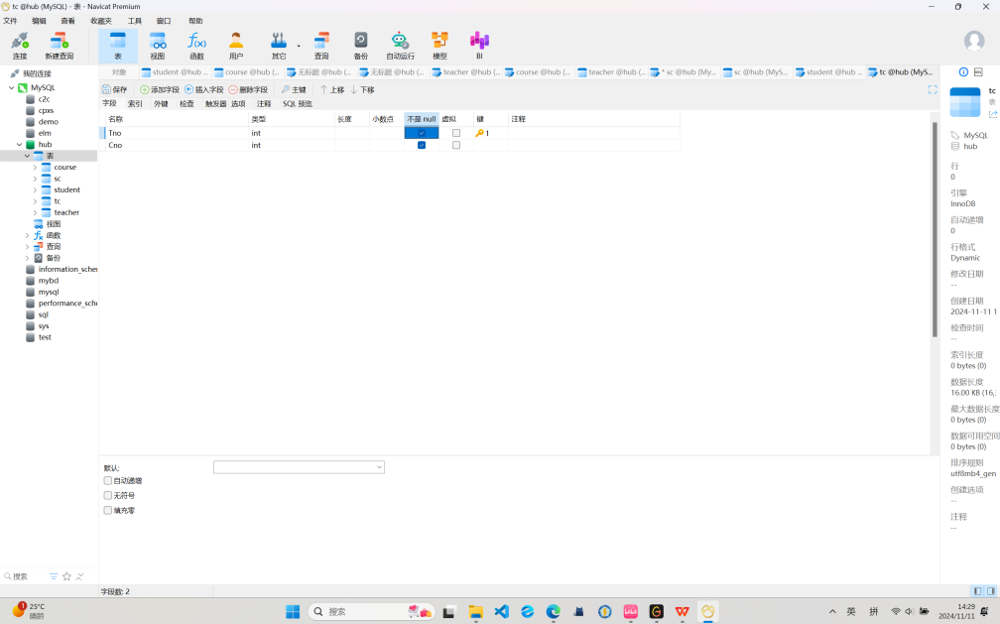 tc @hub (MySQL) - 表 - Navicat Premium
文件 编辑 查看 收藏夹 工具 窗口 帮助
连接 新建查询 表 视图 函数 用户 其它 查询 备份 自动运行 模型 BI
我的连接
对象 student @hub ... course @hub (... 无标题 @hub (... 无标题 @hub (... teacher @hub (... course @hub (... teacher @hub (... * sc @hub (My... sc @hub (MyS... student @hub ... tc @hub (MyS...
保存 添加字段 插入字段 删除字段 主键 上移 下移
字段 索引 外键 检查 触发器 选项 注释 SQL 预览
名称 类型 长度 小数点 不是 null 虚拟 键 注释
Tno int 1
Cno int
MySQL
c2c
cpxs
demo
elm
hub
表
course
sc
student
tc
teacher
视图
函数
查询
备份
information_schem
mybd
mysql
performance_sche
sql
sys
test
搜索
默认:
自动递增
无符号
填充零
字段数: 2
tc
表
MySQL
hub
行
0
引擎
InnoDB
自动递增
0
行格式
Dynamic
修改日期
--
创建日期
2024-11-11 1
检查时间
--
索引长度
0 bytes (0)
数据长度
16.00 KB (16,
最大数据长度
0 bytes (0)
数据可用空间
0 bytes (0)
排序规则
utf8mb4_gen
创建选项
--
注释
--
1
25°C
晴朗
搜索
英 拼
14:29
2024/11/11